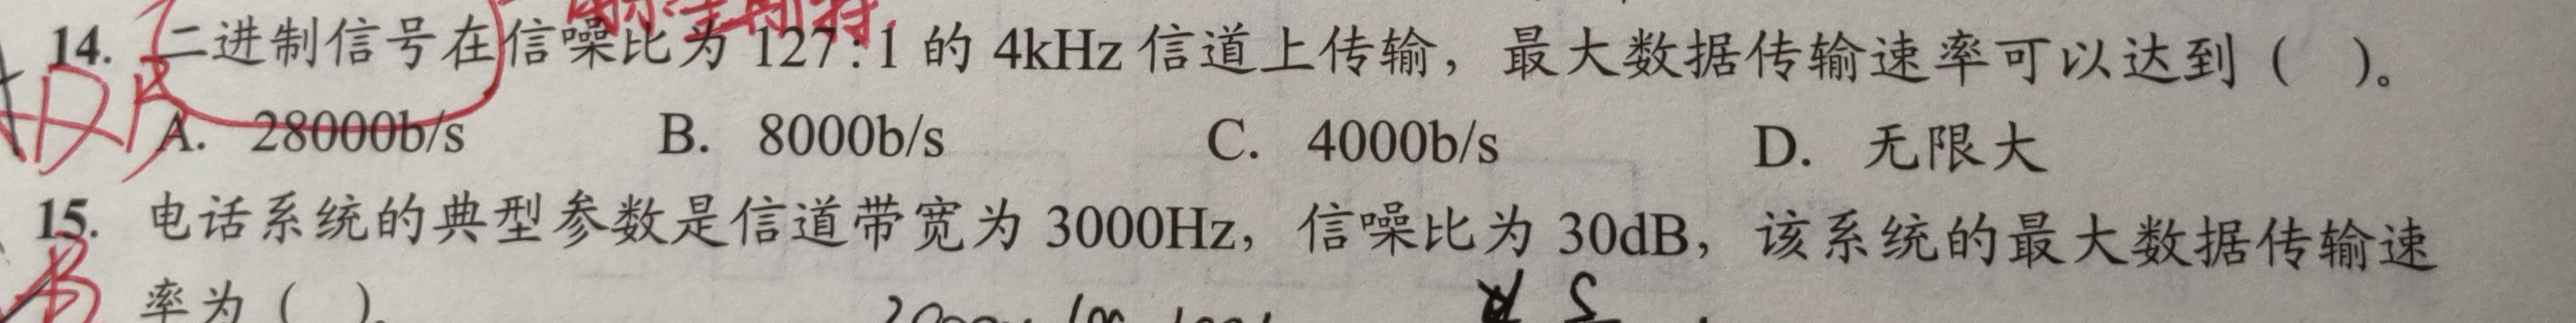 14. 二进制信号在信噪比为 127:1 的 4kHz 信道上传输，最大数据传输速率可以达到（ ）。
A. 28000b/s B. 8000b/s C. 4000b/s D. 无限大
15. 电话系统的典型参数是信道带宽为 3000Hz，信噪比为 30dB，该系统的最大数据传输速
B 率为（ ）。